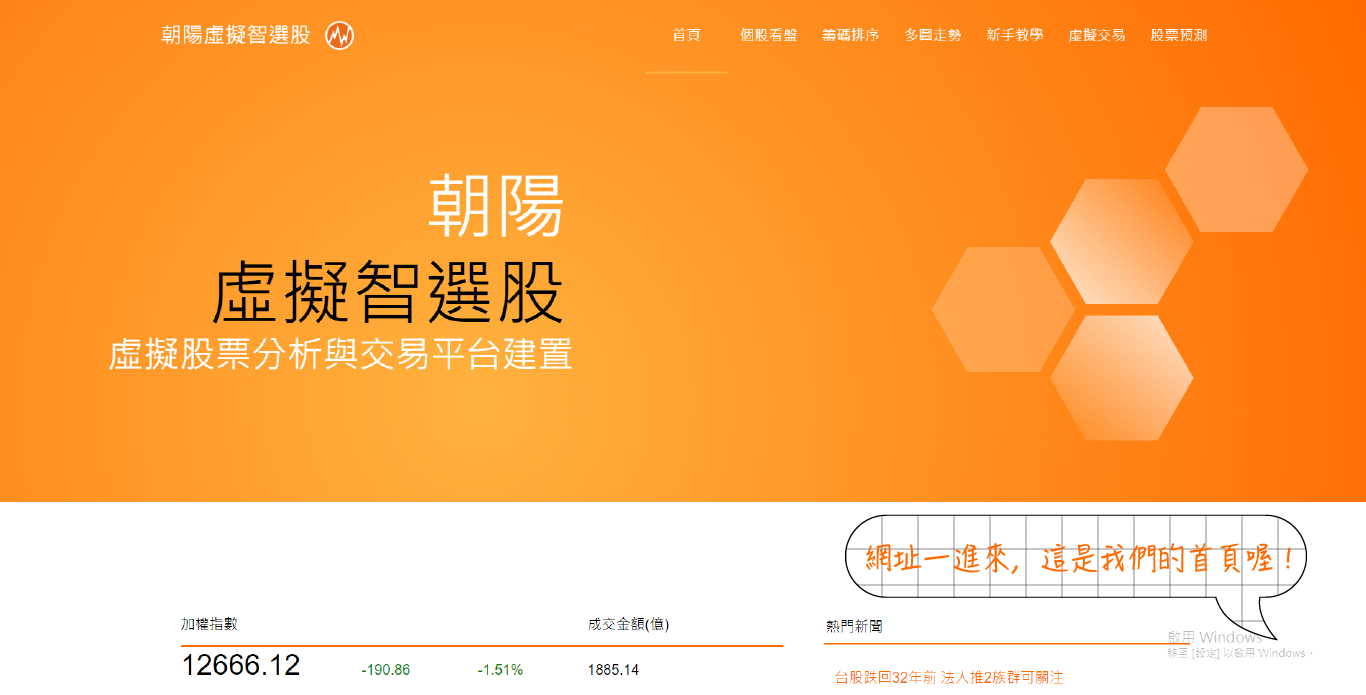 朝陽虛擬智選股
首頁 個股看盤 籌碼排序 多圖走勢 新手教學 虛擬交易 股票預測
朝陽
虛擬智選股
虛擬股票分析與交易平台建置
網址一進來, 這是我們的首頁喔!
加權指數 成交金額(億) 熱門新聞
12666.12 -190.86 -1.51% 1885.14
啟用 Windows
移至 [設定] 以啟用 Windows。
台股跌回32年前 法人推2族群可關注